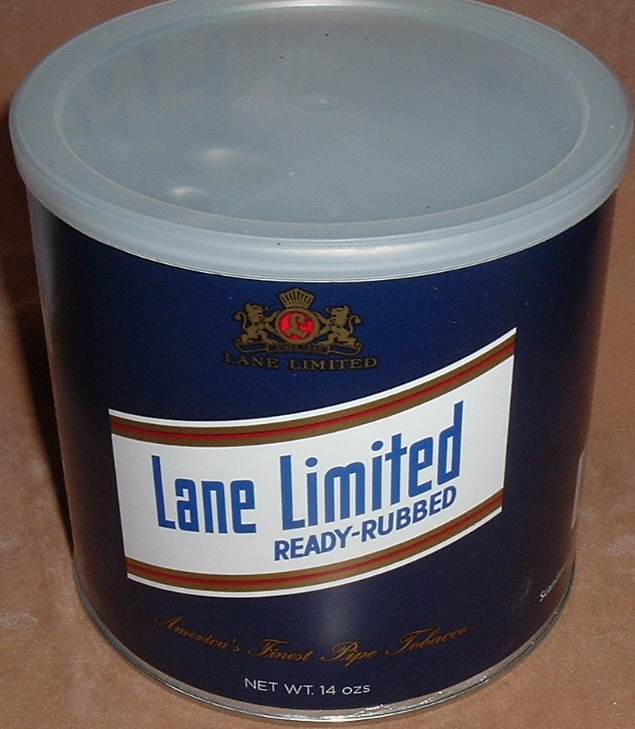 LANE LIMITED
Lane Limited
READY-RUBBED
America's Finest Pipe Tobacco
NET WT. 14 ozs